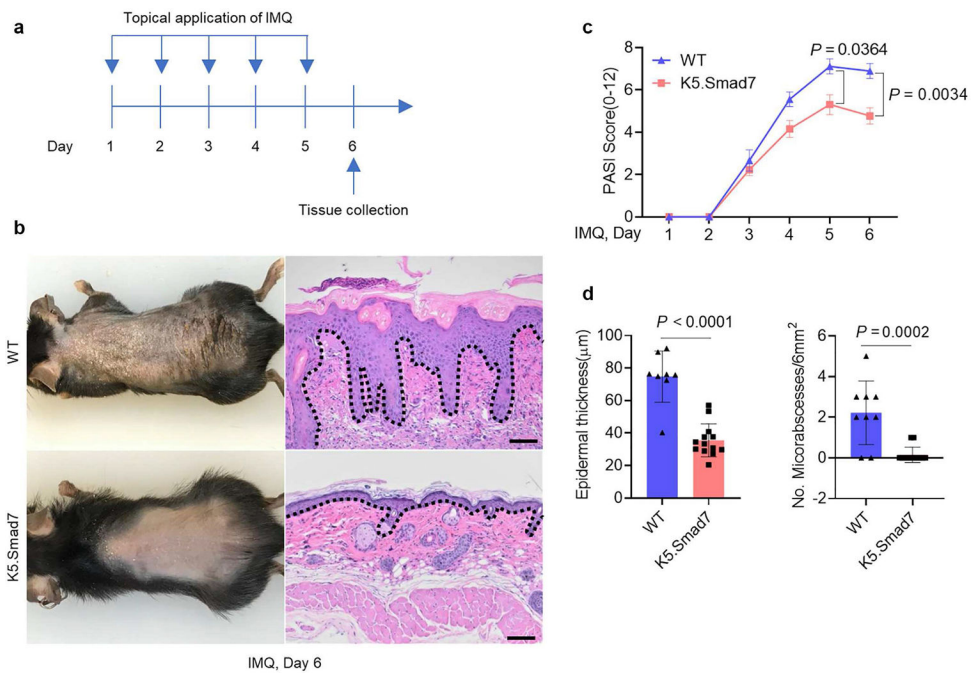 a
Topical application of IMQ
Day 1 2 3 4 5 6
Tissue collection
b
WT
K5.Smad7
IMQ, Day 6
c
PASI Score(0-12)
8
6
4
2
0
WT
K5.Smad7
P = 0.0364
P = 0.0034
IMQ, Day 1 2 3 4 5 6
d
Epidermal thickness(μm)
100
80
60
40
20
0
P < 0.0001
WT
K5.Smad7
No. Micorabscesses/6mm²
6
4
2
0
-2
P = 0.0002
WT
K5.Smad7